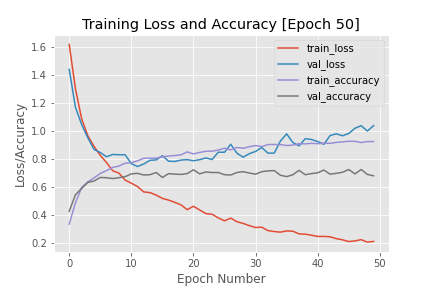 Training Loss and Accuracy [Epoch 50]
train_loss
val_loss
train_accuracy
val_accuracy
Loss/Accuracy
1.6
1.4
1.2
1.0
0.8
0.6
0.4
0.2
0 10 20 30 40 50
Epoch Number